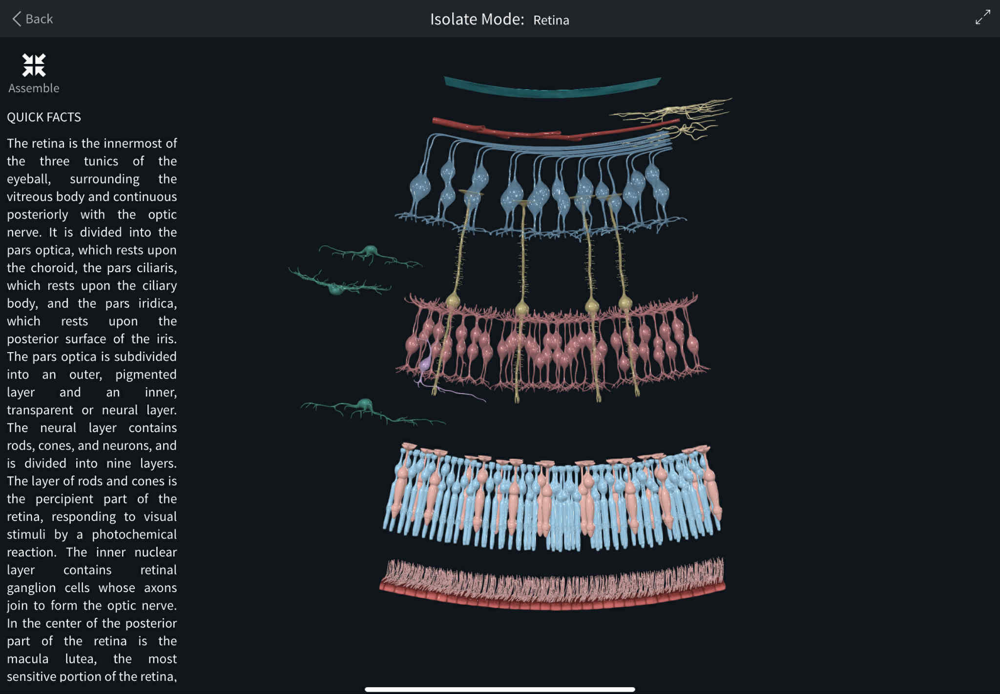 Back
Isolate Mode: Retina
Assemble
QUICK FACTS
The retina is the innermost of
the three tunics of the
eyeball, surrounding the
vitreous body and continuous
posteriorly with the optic
nerve. It is divided into the
pars optica, which rests upon
the choroid, the pars ciliaris,
which rests upon the ciliary
body, and the pars iridica,
which rests upon the
posterior surface of the iris.
The pars optica is subdivided
into an outer, pigmented
layer and an inner,
transparent or neural layer.
The neural layer contains
rods, cones, and neurons, and
is divided into nine layers.
The layer of rods and cones is
the percipient part of the
retina, responding to visual
stimuli by a photochemical
reaction. The inner nuclear
layer contains retinal
ganglion cells whose axons
join to form the optic nerve.
In the center of the posterior
part of the retina is the
macula lutea, the most
sensitive portion of the retina,